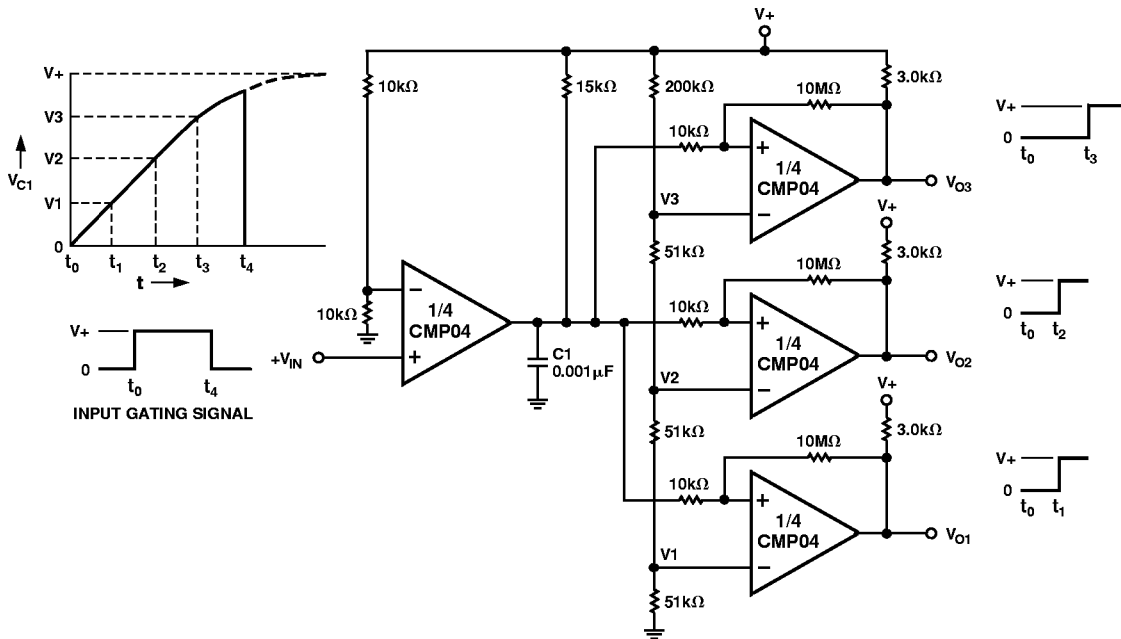 V+
V+
V3
V2
V1
0
VC1
t0
t1
t2
t3
t4
t
V+
0
t0
t4
INPUT GATING SIGNAL
10kΩ
15kΩ
200kΩ
3.0kΩ
10MΩ
10kΩ
+
1/4
CMP04
−
VO3
V+
0
t0
t3
V3
51kΩ
V+
3.0kΩ
10kΩ
−
1/4
CMP04
+
+VIN
C1
0.001μF
10MΩ
10kΩ
+
1/4
CMP04
−
VO2
V+
0
t0
t2
V2
51kΩ
V+
3.0kΩ
10MΩ
10kΩ
+
1/4
CMP04
−
VO1
V+
0
t0
t1
V1
51kΩ